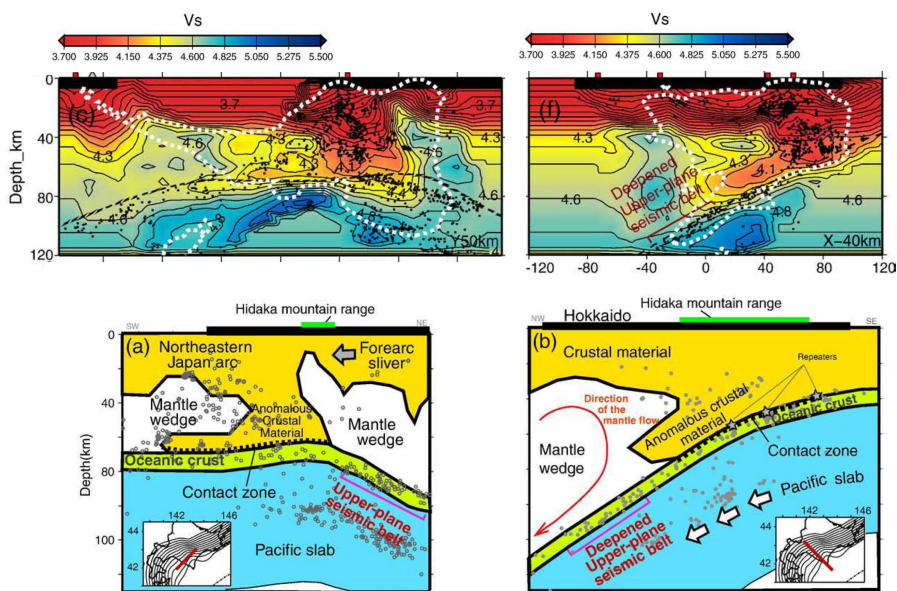 Vs
3.700 3.925 4.150 4.375 4.600 4.825 5.050 5.275 5.500
Vs
3.700 3.925 4.150 4.375 4.600 4.825 5.050 5.275 5.500
Depth_km
0
40
80
120
(c)
3.7
4.3
4.6
4.3
4.3
4.6
4.6
4.8
Y50km
(f)
4.3
4.6
4.3
4.1
4.6
4.8
Deepened
Upper-plane
seismic belt
X-40km
-120 -80 -40 0 40 80 120
Hidaka mountain range
SW
NE
Depth(km)
0
20
40
60
80
100
(a)
Northeastern
Japan arc
Forearc
sliver
Mantle
wedge
Anomalous
Crustal
Material
Mantle
wedge
Oceanic crust
Contact zone
Upper-plane
seismic belt
Pacific slab
142 146
44
42
Hidaka mountain range
NW
Hokkaido
SE
(b)
Crustal material
Repeaters
Direction of
the mantle flow
Anomalous crustal
material
Oceanic crust
Mantle
wedge
Contact zone
Pacific slab
Deepened
Upper-plane
seismic belt
142 146
44
42